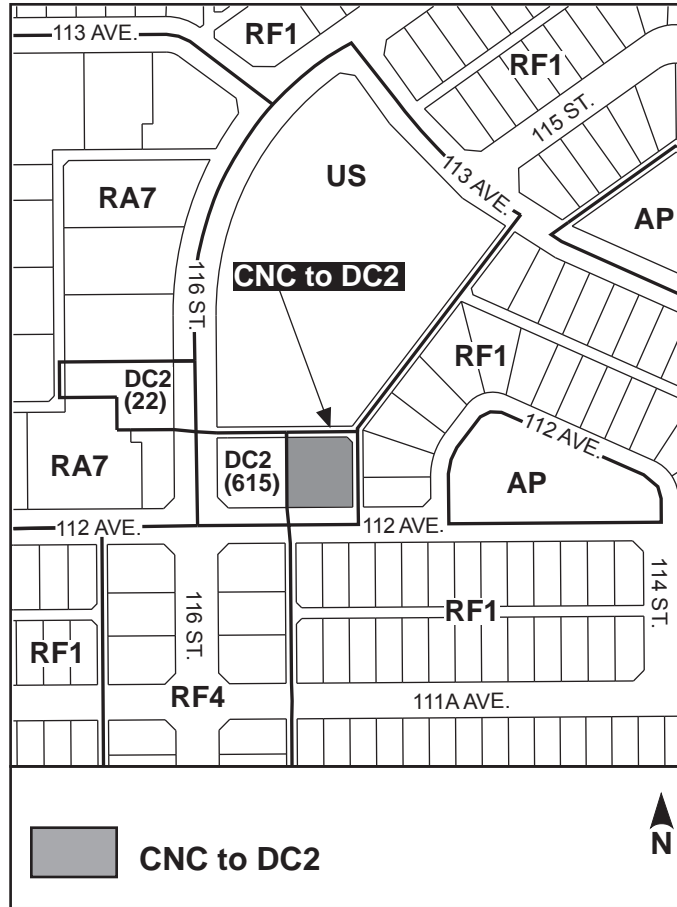 113 AVE.
RF1
RF1
115 ST.
US
113 AVE.
RA7
AP
116 ST.
CNC to DC2
RF1
DC2
(22)
112 AVE.
DC2
(615)
RA7
AP
112 AVE.
112 AVE.
116 ST.
114 ST.
RF1
RF1
RF4
111A AVE.
N
CNC to DC2